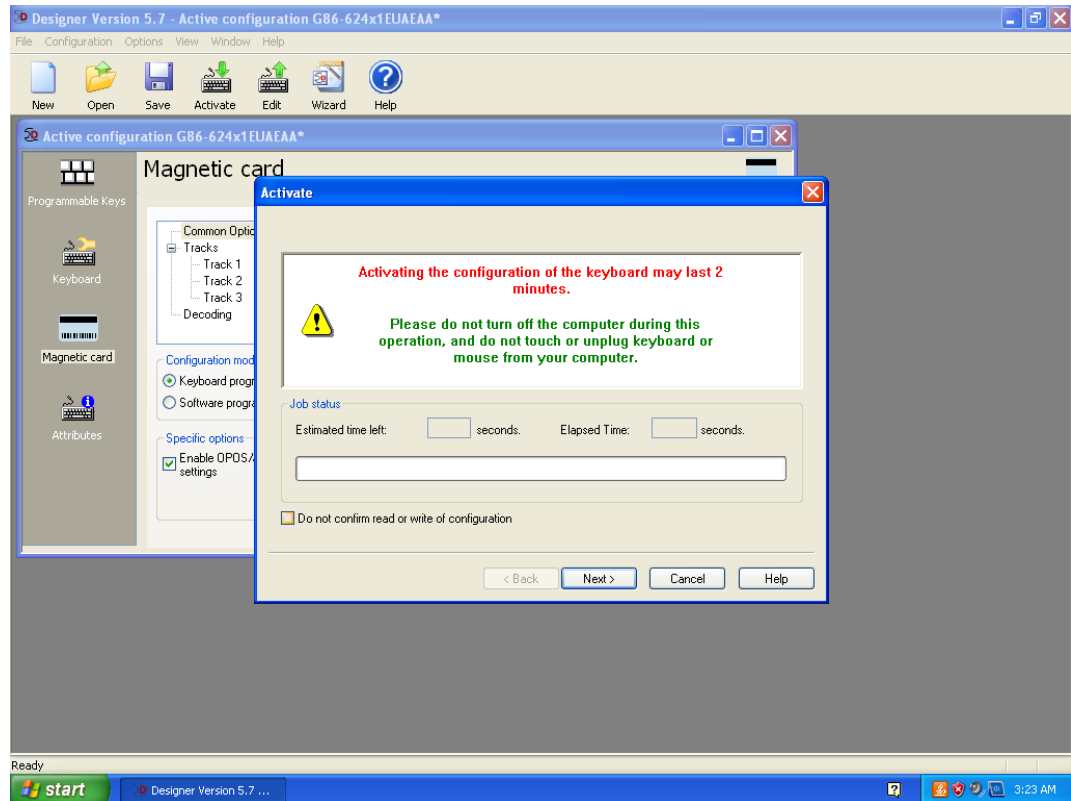 Designer Version 5.7 - Active configuration G86-624x1EUAEAA*
File Configuration Options View Window Help
New Open Save Activate Edit Wizard Help
Active configuration G86-624x1EUAEAA*
Programmable Keys
Keyboard
Magnetic card
Attributes
Magnetic card
Common Optio
Tracks
Track 1
Track 2
Track 3
Decoding
Configuration mod
Keyboard progr
Software progra
Specific options
Enable OPOS/
settings
Activate
Activating the configuration of the keyboard may last 2
minutes.
Please do not turn off the computer during this
operation, and do not touch or unplug keyboard or
mouse from your computer.
Job status
Estimated time left: seconds. Elapsed Time: seconds.
Do not confirm read or write of configuration
< Back Next > Cancel Help
Ready
start Designer Version 5.7 ... 3:23 AM